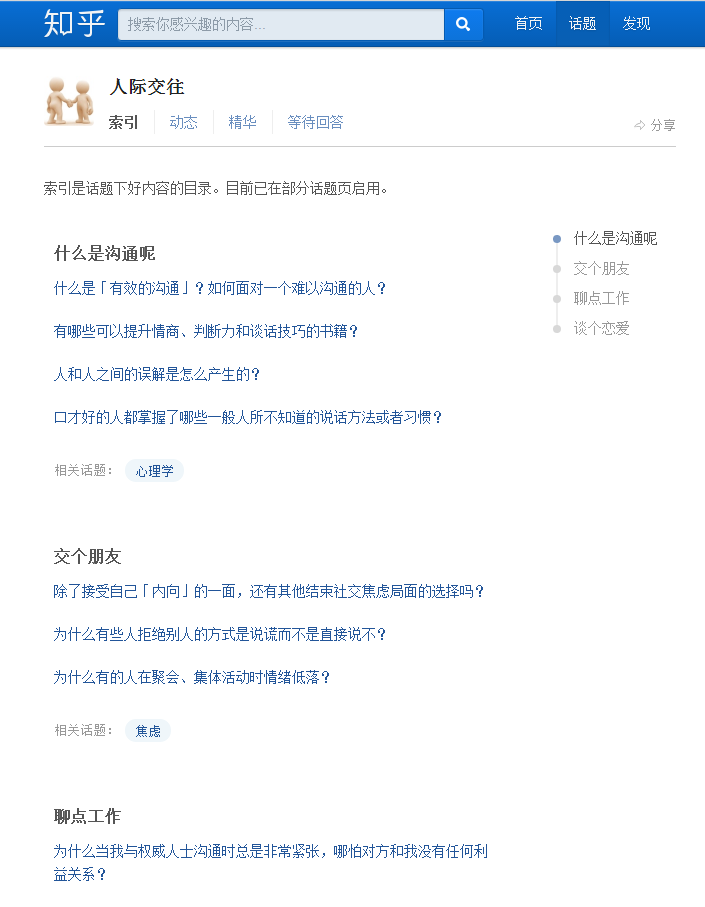 知乎
搜索你感兴趣的内容...
首页 话题 发现
人际交往
索引 动态 精华 等待回答
分享
索引是话题下好内容的目录。目前已在部分话题页启用。
什么是沟通呢
什么是「有效的沟通」？如何面对一个难以沟通的人？
有哪些可以提升情商、判断力和谈话技巧的书籍？
人和人之间的误解是怎么产生的？
口才好的人都掌握了哪些一般人所不知道的说话方法或者习惯？
相关话题： 心理学
交个朋友
除了接受自己「内向」的一面，还有其他结束社交焦虑局面的选择吗？
为什么有些人拒绝别人的方式是说谎而不是直接说不？
为什么有的人在聚会、集体活动时情绪低落？
相关话题： 焦虑
聊点工作
为什么当我与权威人士沟通时总是非常紧张，哪怕对方和我没有任何利
益关系？
什么是沟通呢
交个朋友
聊点工作
谈个恋爱